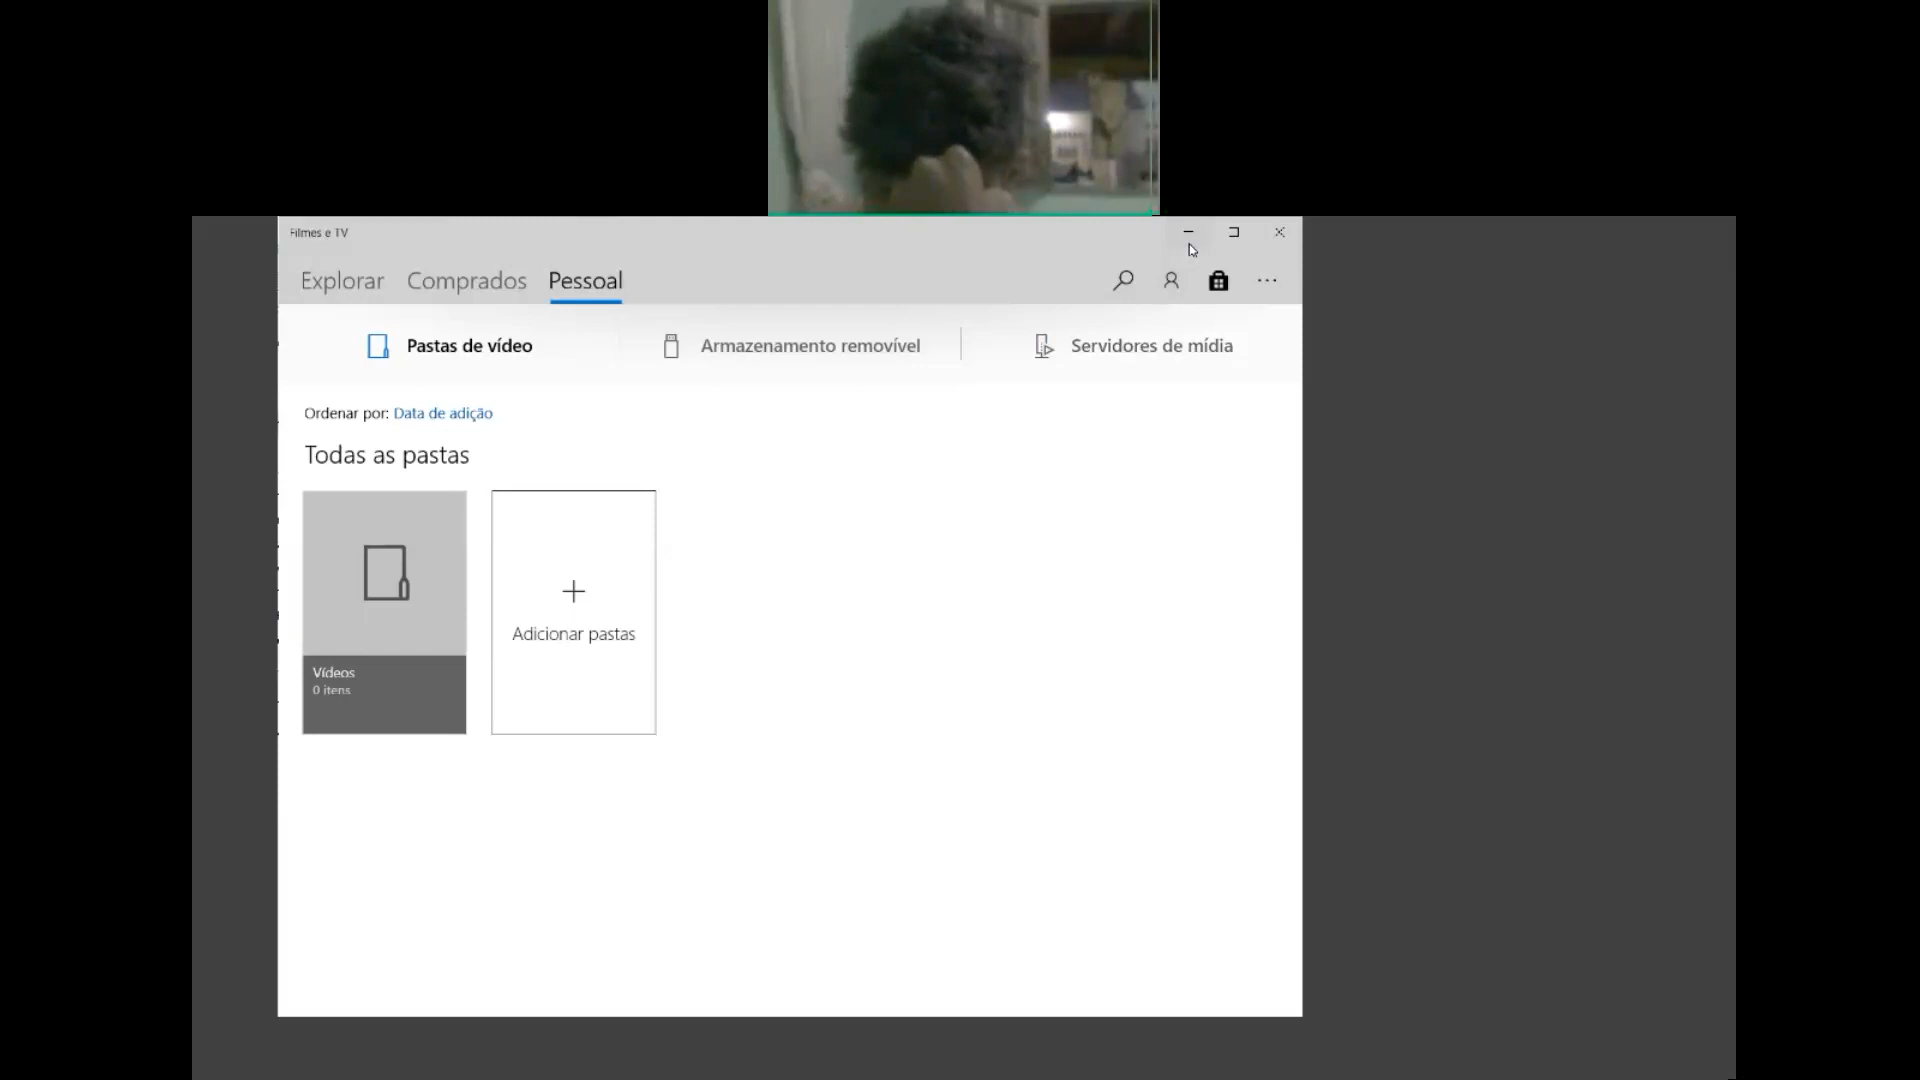 Filmes e TV
Explorar Comprados Pessoal
Pastas de vídeo Armazenamento removível Servidores de mídia
Ordenar por: Data de adição
Todas as pastas
Vídeos
0 itens
Adicionar pastas